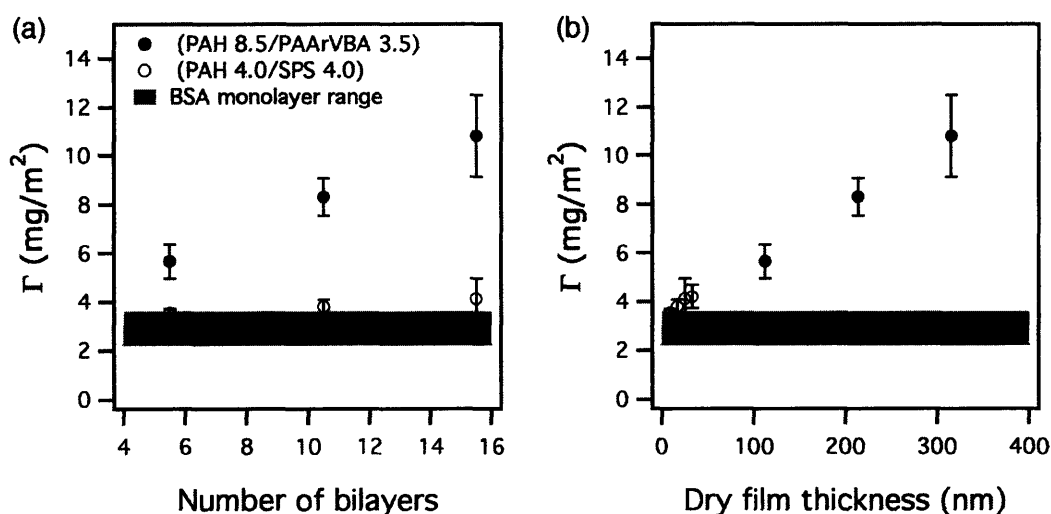 (a)
(PAH 8.5/PAArVBA 3.5)
(PAH 4.0/SPS 4.0)
BSA monolayer range
14
12
10
8
6
4
2
0
Γ (mg/m²)
4 6 8 10 12 14 16
Number of bilayers
(b)
14
12
10
8
6
4
2
0
Γ (mg/m²)
0 100 200 300 400
Dry film thickness (nm)